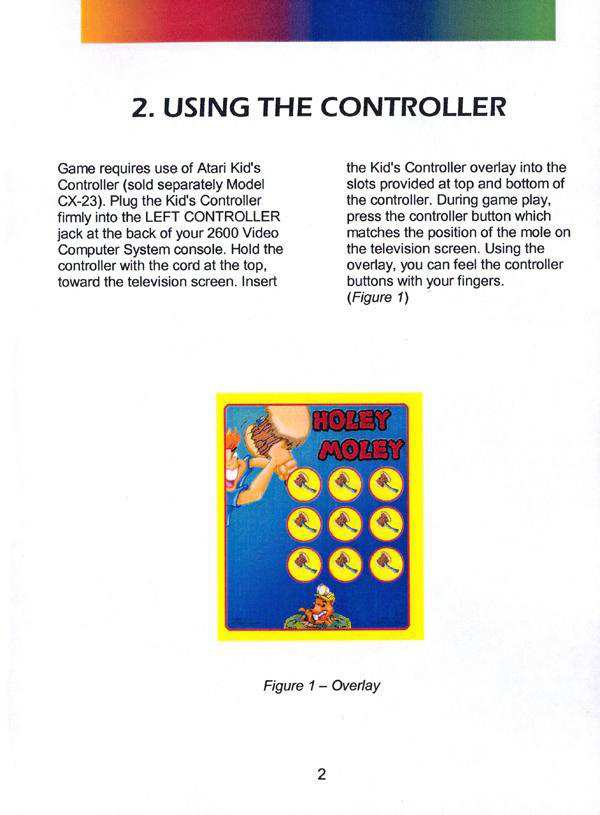 2. USING THE CONTROLLER
Game requires use of Atari Kid's
Controller (sold separately Model
CX-23). Plug the Kid's Controller
firmly into the LEFT CONTROLLER
jack at the back of your 2600 Video
Computer System console. Hold the
controller with the cord at the top,
toward the television screen. Insert
the Kid's Controller overlay into the
slots provided at top and bottom of
the controller. During game play,
press the controller button which
matches the position of the mole on
the television screen. Using the
overlay, you can feel the controller
buttons with your fingers.
(Figure 1)
HOLEY
MOLEY
Figure 1 – Overlay
2